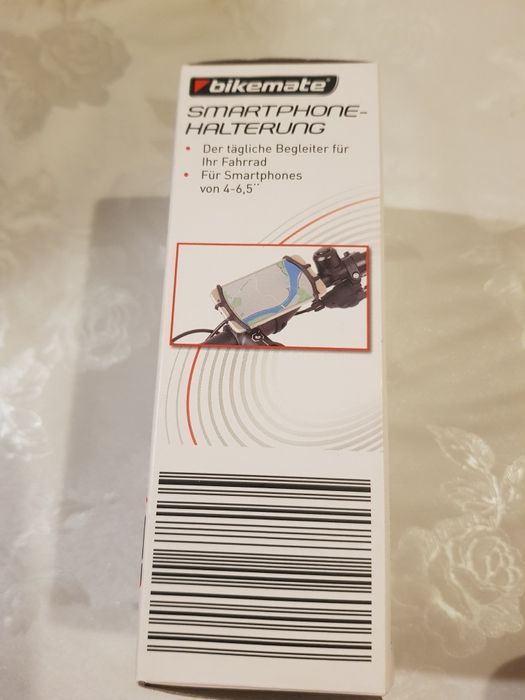 bikemate®
SMARTPHONE-
HALTERUNG
• Der tägliche Begleiter für
Ihr Fahrrad
• Für Smartphones
von 4-6,5''